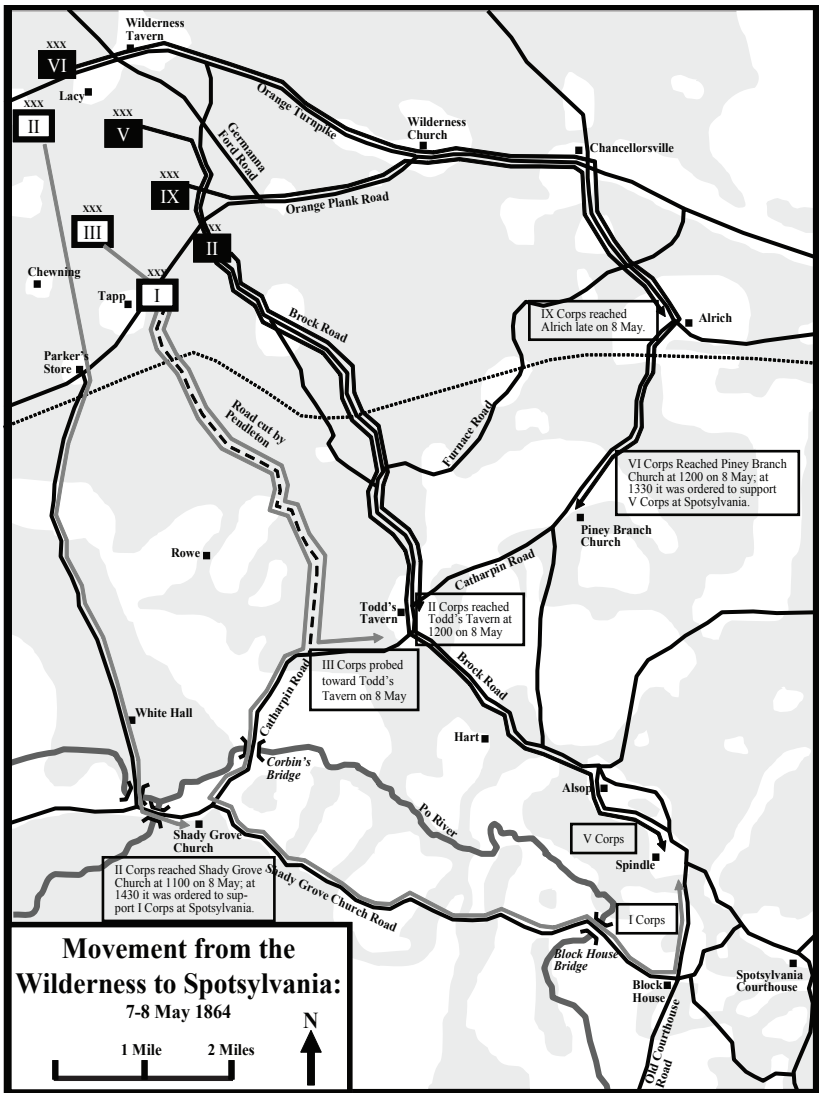 Wilderness
Tavern
XXX
VI
Lacy
XXX
II
XXX
V
Orange Turnpike
Germanna
Ford Road
Wilderness
Church
Chancellorsville
XXX
IX
Orange Plank Road
XXX
III
XX
II
Chewning
XXX
I
Tapp
Brock Road
IX Corps reached
Alrich late on 8 May.
Alrich
Parker's
Store
Road cut by
Pendleton
Furnace Road
VI Corps Reached Piney Branch
Church at 1200 on 8 May; at
1330 it was ordered to support
V Corps at Spotsylvania.
Piney Branch
Church
Rowe
Catharpin Road
Todd's
Tavern
II Corps reached
Todd's Tavern at
1200 on 8 May
III Corps probed
toward Todd's
Tavern on 8 May
Brock Road
Catharpin Road
White Hall
Hart
Corbin's
Bridge
Alsop
Po River
Shady Grove
Church
V Corps
Spindle
II Corps reached Shady Grove
Church at 1100 on 8 May; at
1430 it was ordered to sup-
port I Corps at Spotsylvania.
Shady Grove Church Road
I Corps
Block House
Bridge
Block
House
Spotsylvania
Courthouse
Old Courthouse
Road
Movement from the
Wilderness to Spotsylvania:
7-8 May 1864
N
1 Mile
2 Miles